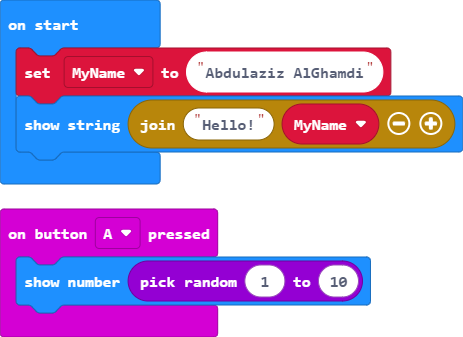 on start
set MyName to "Abdulaziz AlGhamdi"
show string join "Hello!" MyName
on button A pressed
show number pick random 1 to 10